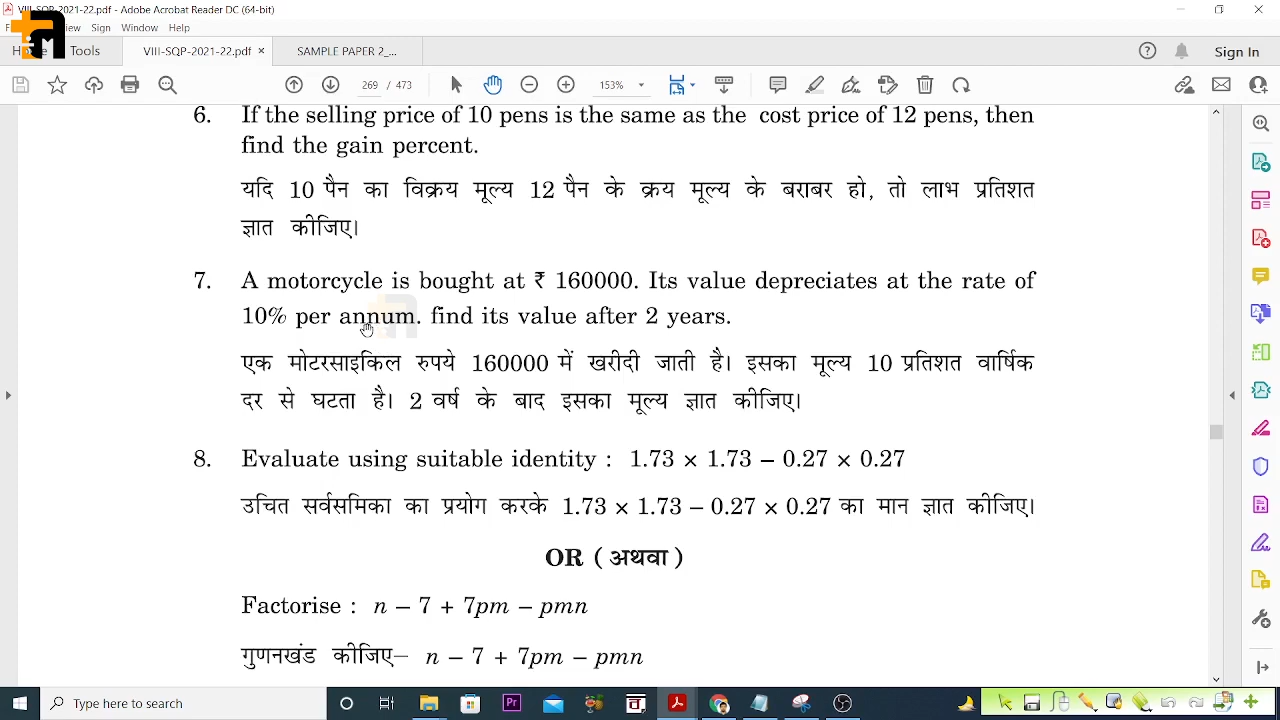 VIII-SQP-2021-22.pdf - Adobe Acrobat Reader DC (64-bit)
View Sign Window Help
Tools VIII-SQP-2021-22.pdf × SAMPLE PAPER 2_... Sign In
269 / 473 153%
6. If the selling price of 10 pens is the same as the cost price of 12 pens, then
find the gain percent.
यदि 10 पैन का विक्रय मूल्य 12 पैन के क्रय मूल्य के बराबर हो, तो लाभ प्रतिशत
ज्ञात कीजिए।
7. A motorcycle is bought at ₹ 160000. Its value depreciates at the rate of
10% per annum. find its value after 2 years.
एक मोटरसाइकिल रुपये 160000 में खरीदी जाती है। इसका मूल्य 10 प्रतिशत वार्षिक
दर से घटता है। 2 वर्ष के बाद इसका मूल्य ज्ञात कीजिए।
8. Evaluate using suitable identity : 1.73 × 1.73 – 0.27 × 0.27
उचित सर्वसमिका का प्रयोग करके 1.73 × 1.73 – 0.27 × 0.27 का मान ज्ञात कीजिए।
OR ( अथवा )
Factorise : n – 7 + 7pm – pmn
गुणनखंड कीजिए– n – 7 + 7pm – pmn
Type here to search